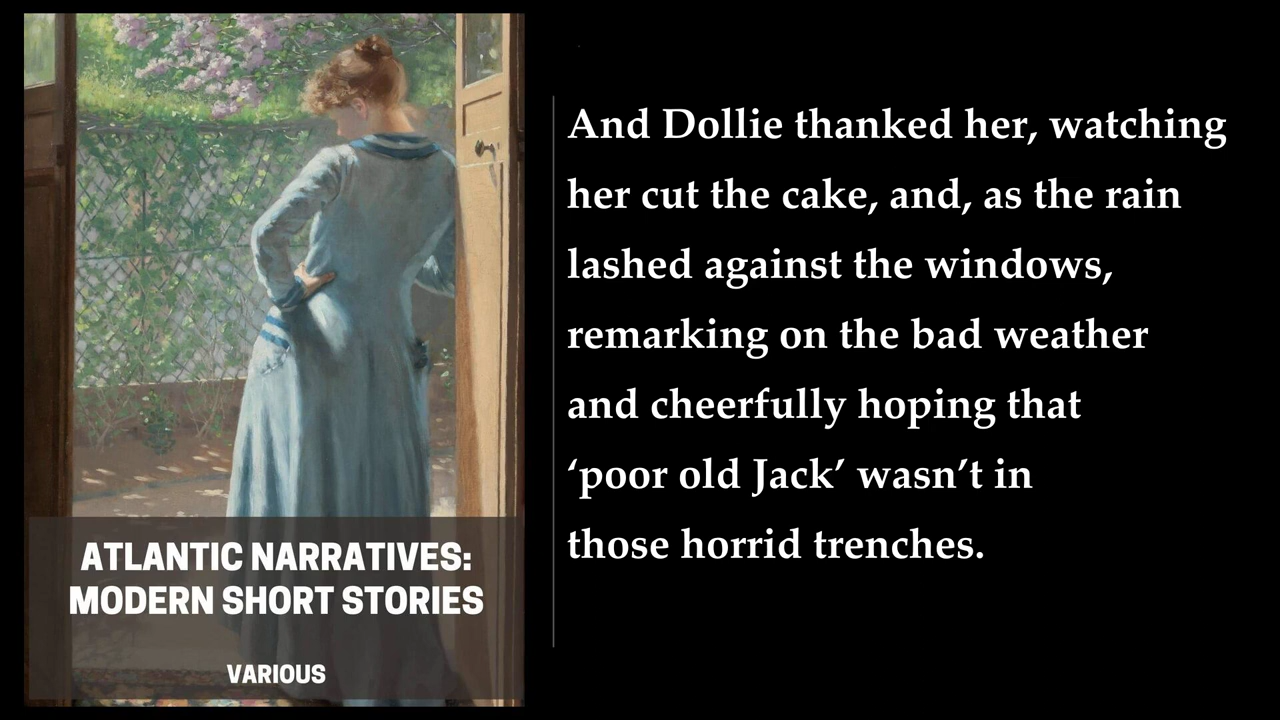 ATLANTIC NARRATIVES:
MODERN SHORT STORIES
VARIOUS
And Dollie thanked her, watching
her cut the cake, and, as the rain
lashed against the windows,
remarking on the bad weather
and cheerfully hoping that
‘poor old Jack’ wasn’t in
those horrid trenches.